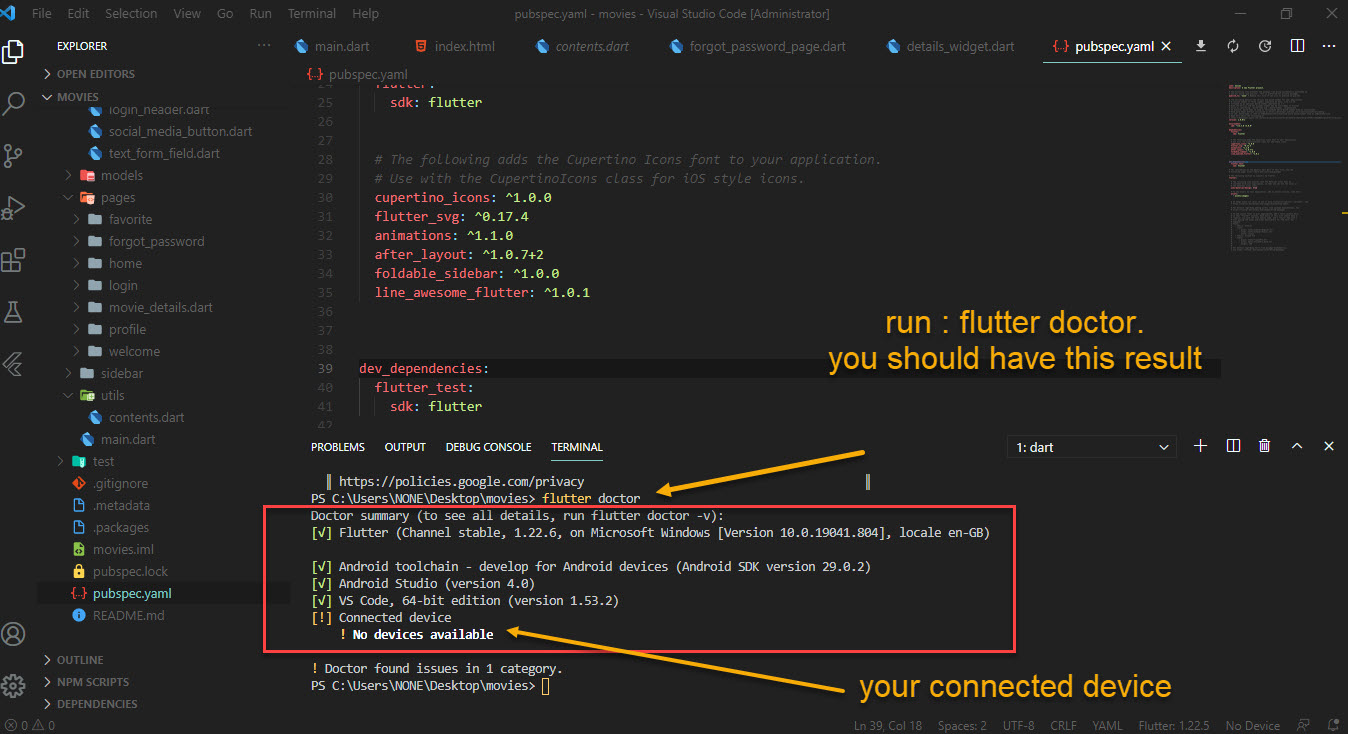 File Edit Selection View Go Run Terminal Help
pubspec.yaml - movies - Visual Studio Code [Administrator]
EXPLORER
main.dart
index.html
contents.dart
forgot_password_page.dart
details_widget.dart
{..} pubspec.yaml
OPEN EDITORS
MOVIES
login_header.dart
social_media_button.dart
text_form_field.dart
models
pages
favorite
forgot_password
home
login
movie_details.dart
profile
welcome
sidebar
utils
contents.dart
main.dart
test
.gitignore
.metadata
.packages
movies.iml
pubspec.lock
{..} pubspec.yaml
README.md
OUTLINE
NPM SCRIPTS
DEPENDENCIES
{..} pubspec.yaml
24 flutter:
25 sdk: flutter
26
27
28 # The following adds the Cupertino Icons font to your application.
29 # Use with the CupertinoIcons class for iOS style icons.
30 cupertino_icons: ^1.0.0
31 flutter_svg: ^0.17.4
32 animations: ^1.1.0
33 after_layout: ^1.0.7+2
34 foldable_sidebar: ^1.0.0
35 line_awesome_flutter: ^1.0.1
36
37
38
39 dev_dependencies:
40 flutter_test:
41 sdk: flutter
42
run : flutter doctor.
you should have this result
PROBLEMS OUTPUT DEBUG CONSOLE TERMINAL
1: dart
https://policies.google.com/privacy
PS C:\Users\NONE\Desktop\movies> flutter doctor
Doctor summary (to see all details, run flutter doctor -v):
[√] Flutter (Channel stable, 1.22.6, on Microsoft Windows [Version 10.0.19041.804], locale en-GB)
[√] Android toolchain - develop for Android devices (Android SDK version 29.0.2)
[√] Android Studio (version 4.0)
[√] VS Code, 64-bit edition (version 1.53.2)
[!] Connected device
! No devices available
! Doctor found issues in 1 category.
PS C:\Users\NONE\Desktop\movies>
your connected device
0 0
Ln 39, Col 18 Spaces: 2 UTF-8 CRLF YAML Flutter: 1.22.5 No Device